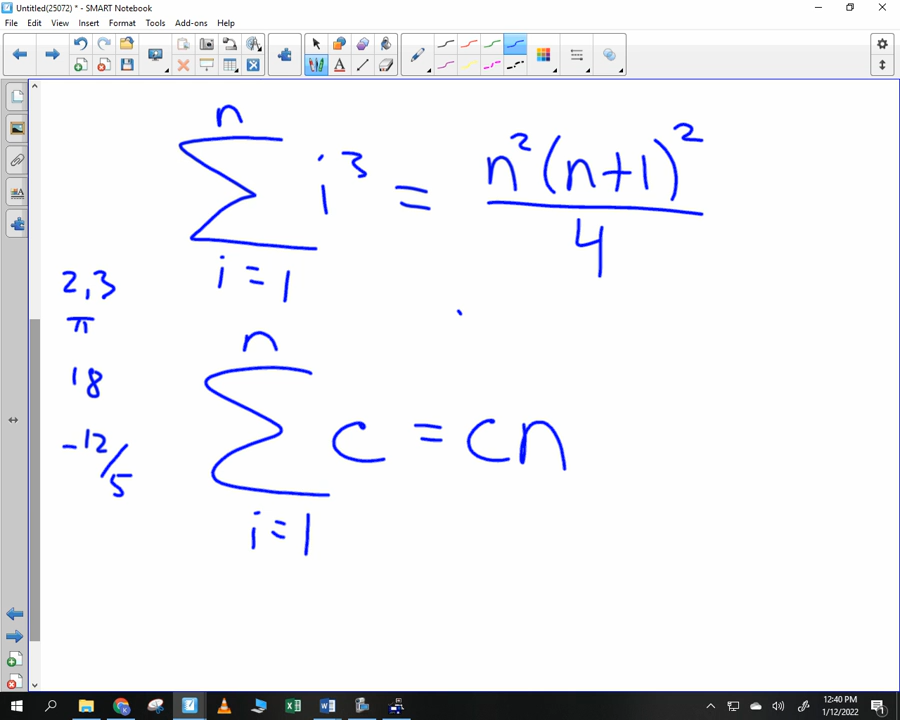 Untitled(25072) * - SMART Notebook
File Edit View Insert Format Tools Add-ons Help
n
∑ i³ = n²(n+1)² / 4
i = 1
2,3
π
18
-12/5
n
∑ c = cn
i=1
12:40 PM
1/12/2022
1